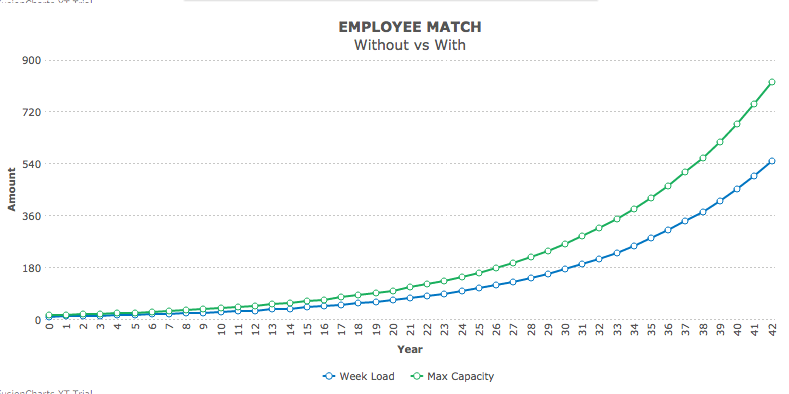 EMPLOYEE MATCH
Without vs With
900
720
540
360
180
0
Amount
0 1 2 3 4 5 6 7 8 9 10 11 12 13 14 15 16 17 18 19 20 21 22 23 24 25 26 27 28 29 30 31 32 33 34 35 36 37 38 39 40 41 42
Year
Week Load Max Capacity